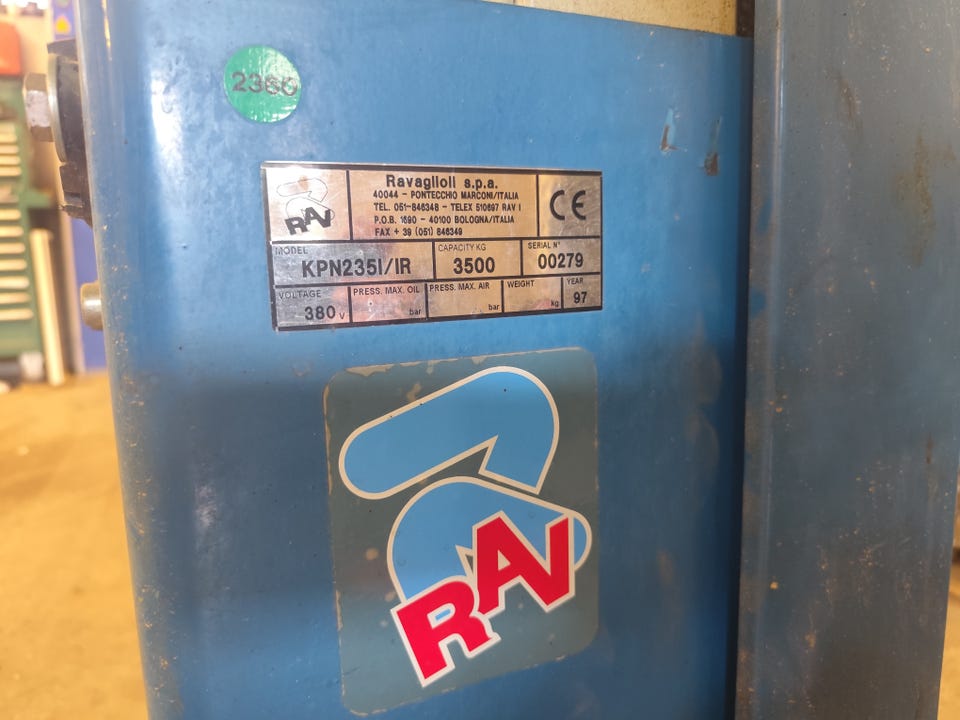 2360
Ravaglioli s.p.a.
40044 - PONTECCHIO MARCONI/ITALIA
TEL. 051-846348 - TELEX 510697 RAV I
P.O.B. 1690 - 40100 BOLOGNA/ITALIA
FAX + 39 (051) 846349
RAV
CE
MODEL
KPN235I/IR
CAPACITY KG
3500
SERIAL N°
00279
VOLTAGE
380 V
PRESS. MAX. OIL
bar
PRESS. MAX. AIR
bar
WEIGHT
kg
YEAR
97
RAV